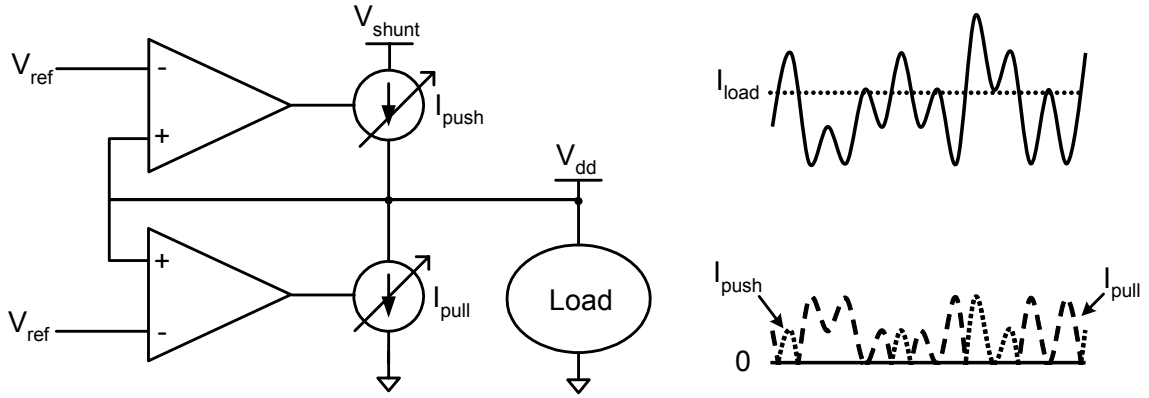 V_shunt
V_ref
-
I_push
+
V_dd
+
I_pull
Load
V_ref
-
I_load
I_push
I_pull
0